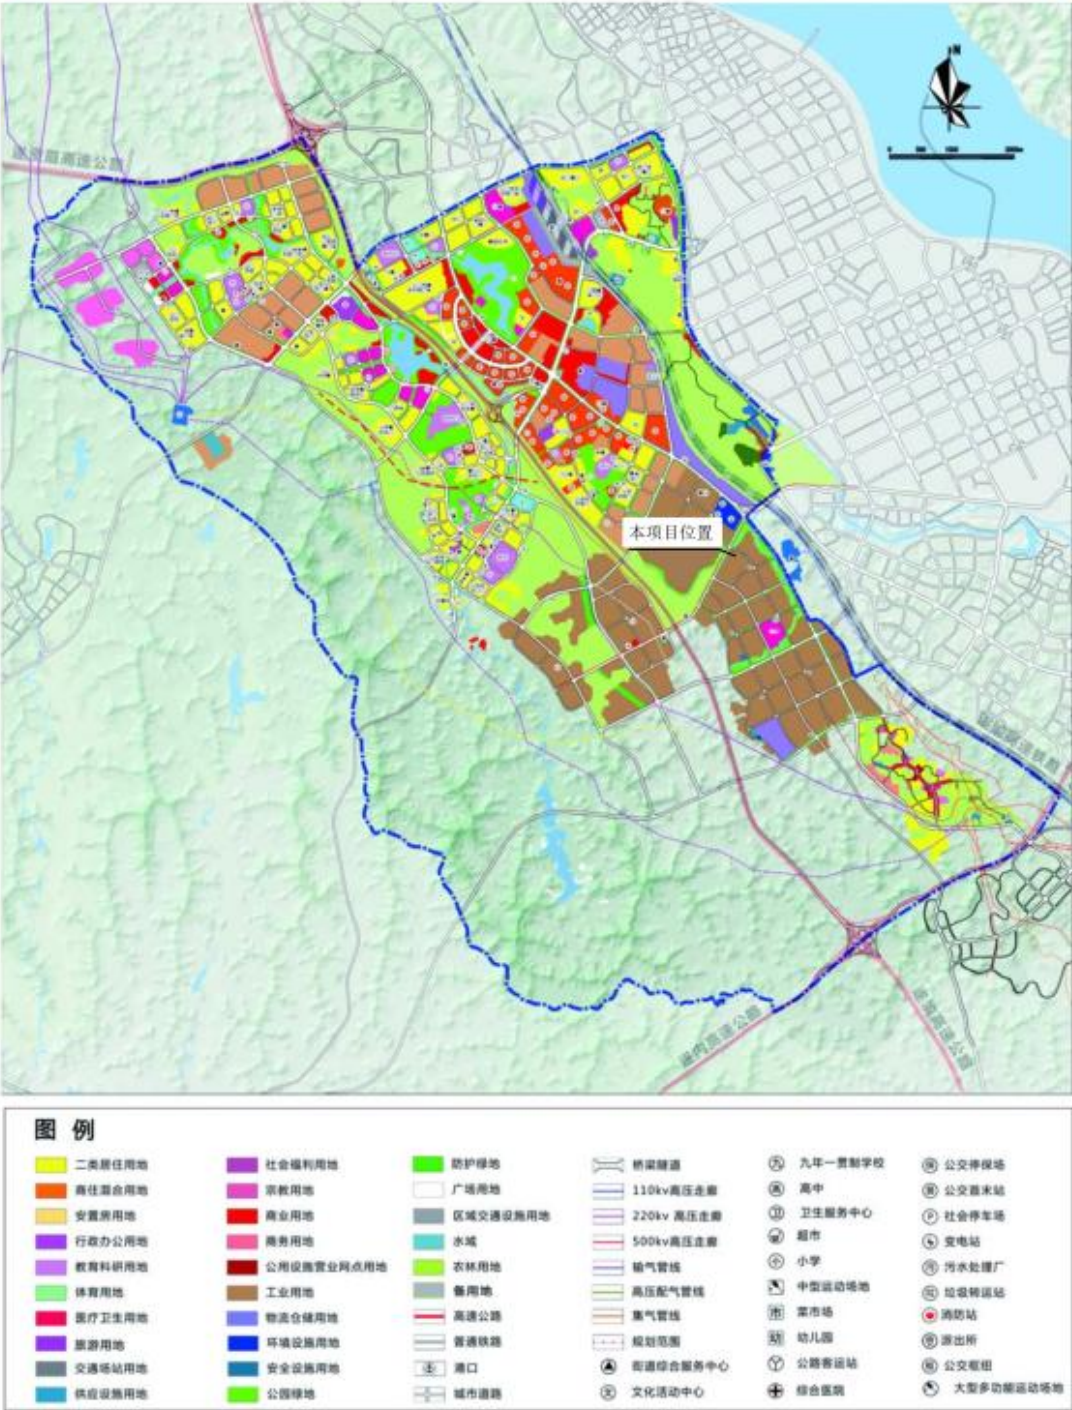 N
本项目位置
图 例
二类居住用地
商住混合用地
安置房用地
行政办公用地
教育科研用地
体育用地
医疗卫生用地
旅游用地
交通场站用地
供应设施用地
社会福利用地
宗教用地
商业用地
商务用地
公用设施营业网点用地
工业用地
物流仓储用地
环境设施用地
安全设施用地
公园绿地
防护绿地
广场用地
区域交通设施用地
水域
农林用地
备用地
高速公路
普通铁路
港口
城市道路
桥梁隧道
110kv高压走廊
220kv 高压走廊
500kv高压走廊
输气管线
高压配气管线
集气管线
规划范围
街道综合服务中心
文化活动中心
九年一贯制学校
高中
卫生服务中心
超市
小学
中型运动场地
菜市场
幼儿园
公路客运站
综合医院
公交停保场
公交首末站
社会停车场
变电站
污水处理厂
垃圾转运站
消防站
派出所
公交枢纽
大型多功能运动场地